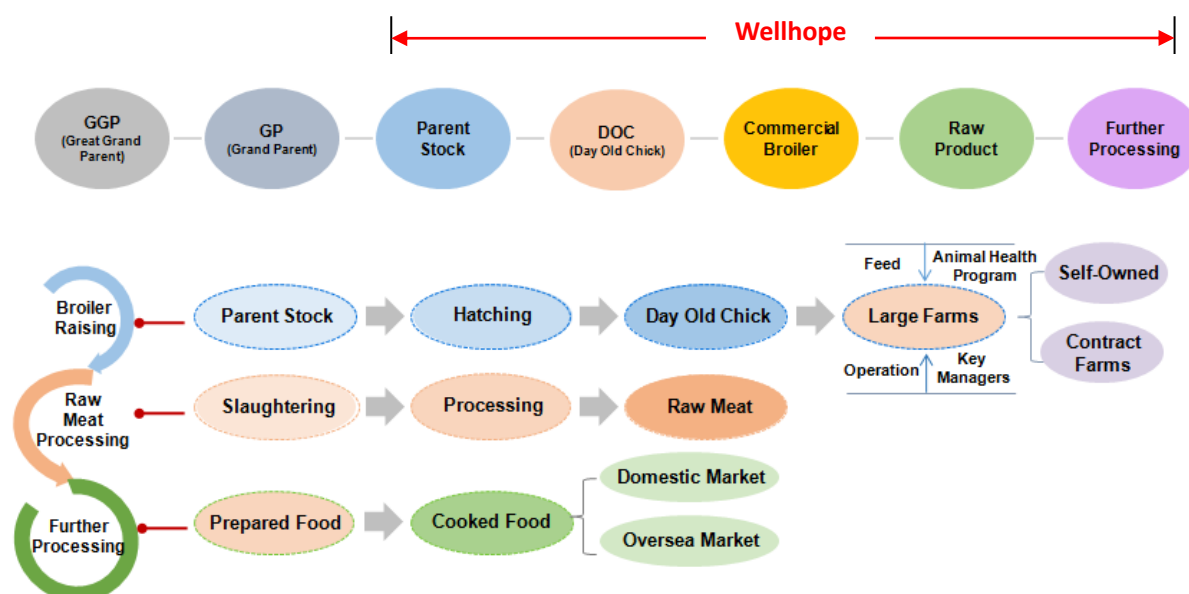 Wellhope
GGP
(Great Grand
Parent)
GP
(Grand Parent)
Parent
Stock
DOC
(Day Old Chick)
Commercial
Broiler
Raw
Product
Further
Processing
Broiler
Raising
Parent Stock
Hatching
Day Old Chick
Feed
Animal Health
Program
Large Farms
Operation
Key
Managers
Self-Owned
Contract
Farms
Raw
Meat
Processing
Slaughtering
Processing
Raw Meat
Further
Processing
Prepared Food
Cooked Food
Domestic Market
Oversea Market